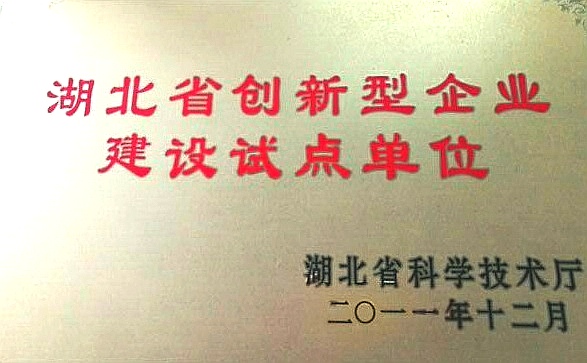 湖北省创新型企业
建设试点单位
湖北省科学技术厅
二〇一一年十二月